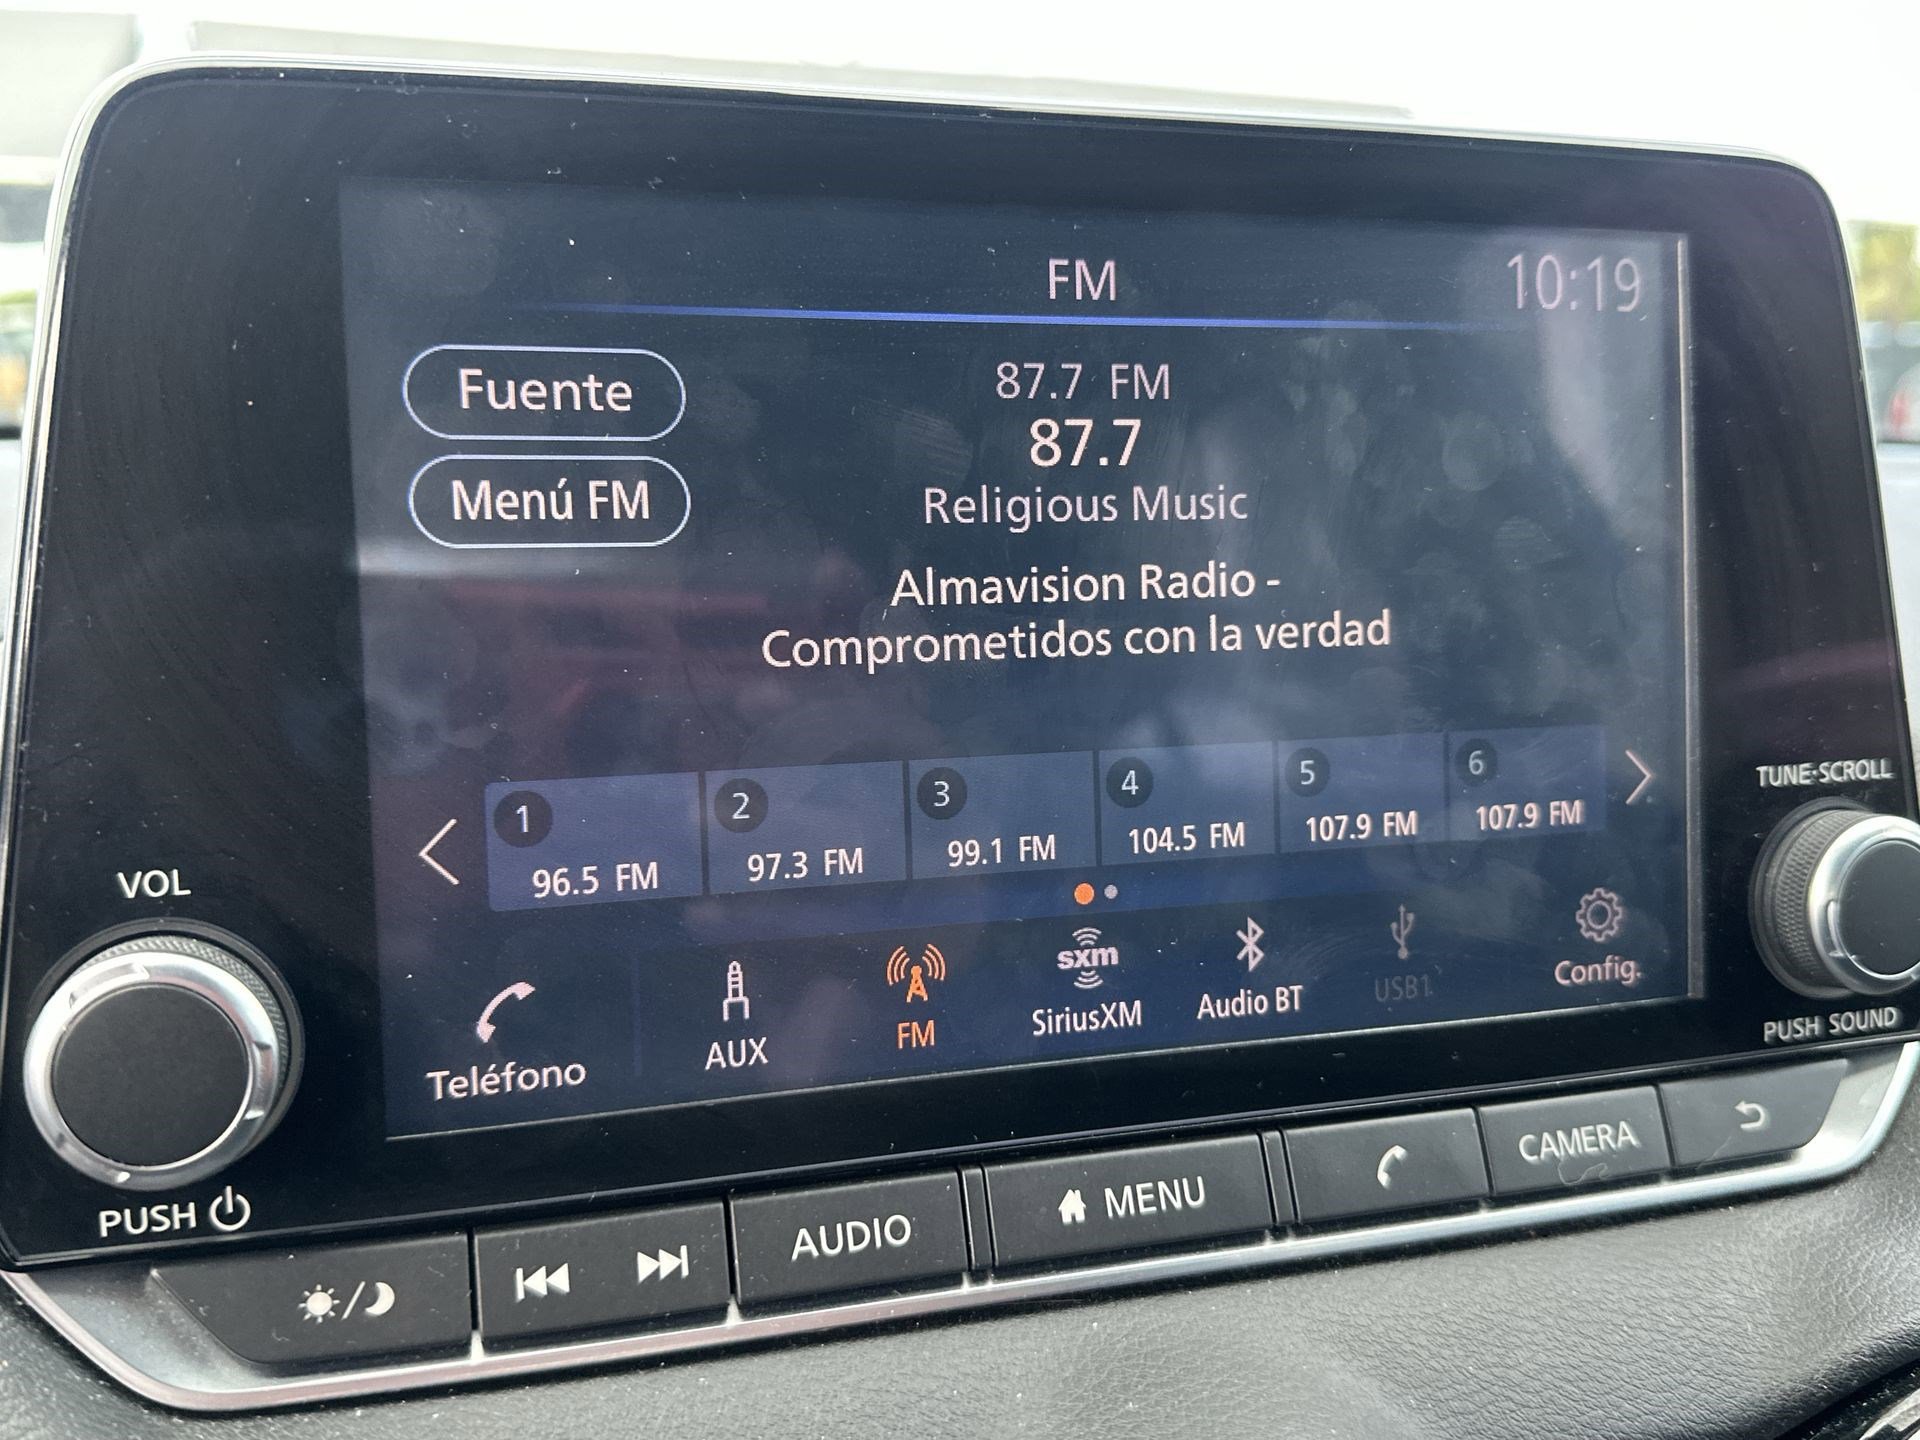 FM
10:19
Fuente
Menú FM
87.7 FM
87.7
Religious Music
Almavision Radio -
Comprometidos con la verdad
1
96.5 FM
2
97.3 FM
3
99.1 FM
4
104.5 FM
5
107.9 FM
6
107.9 FM
Teléfono
AUX
FM
sxm
SiriusXM
Audio BT
USB1
Config.
VOL
PUSH
TUNE·SCROLL
PUSH SOUND
AUDIO
MENU
CAMERA